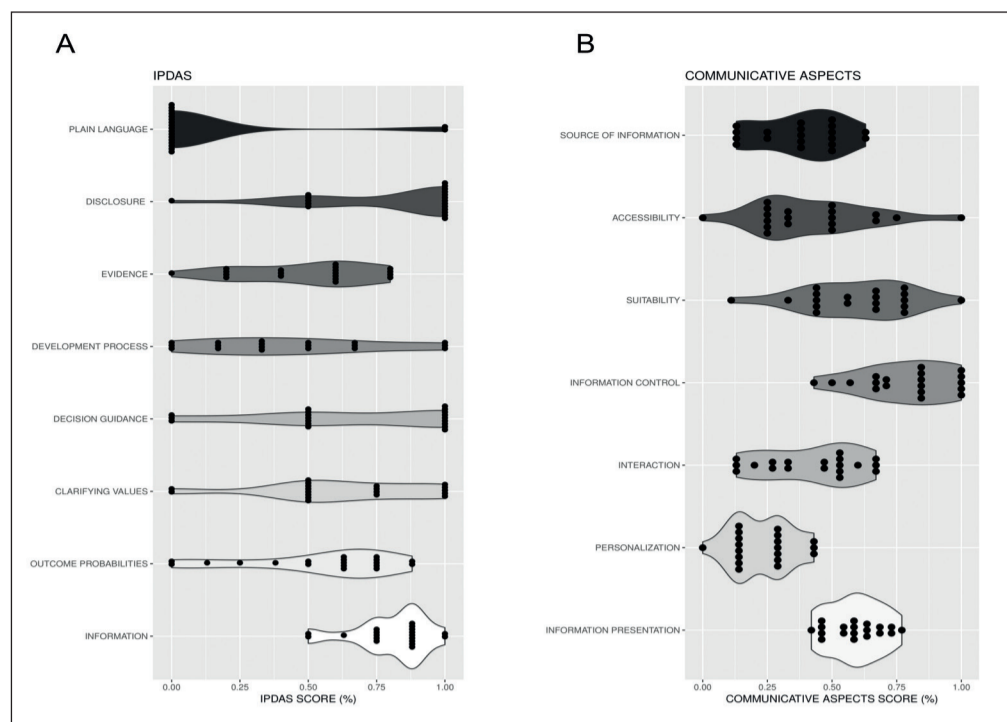 A
IPDAS
PLAIN LANGUAGE
DISCLOSURE
EVIDENCE
DEVELOPMENT PROCESS
DECISION GUIDANCE
CLARIFYING VALUES
OUTCOME PROBABILITIES
INFORMATION
0.00 0.25 0.50 0.75 1.00
IPDAS SCORE (%)
B
COMMUNICATIVE ASPECTS
SOURCE OF INFORMATION
ACCESSIBILITY
SUITABILITY
INFORMATION CONTROL
INTERACTION
PERSONALIZATION
INFORMATION PRESENTATION
0.00 0.25 0.50 0.75 1.00
COMMUNICATIVE ASPECTS SCORE (%)